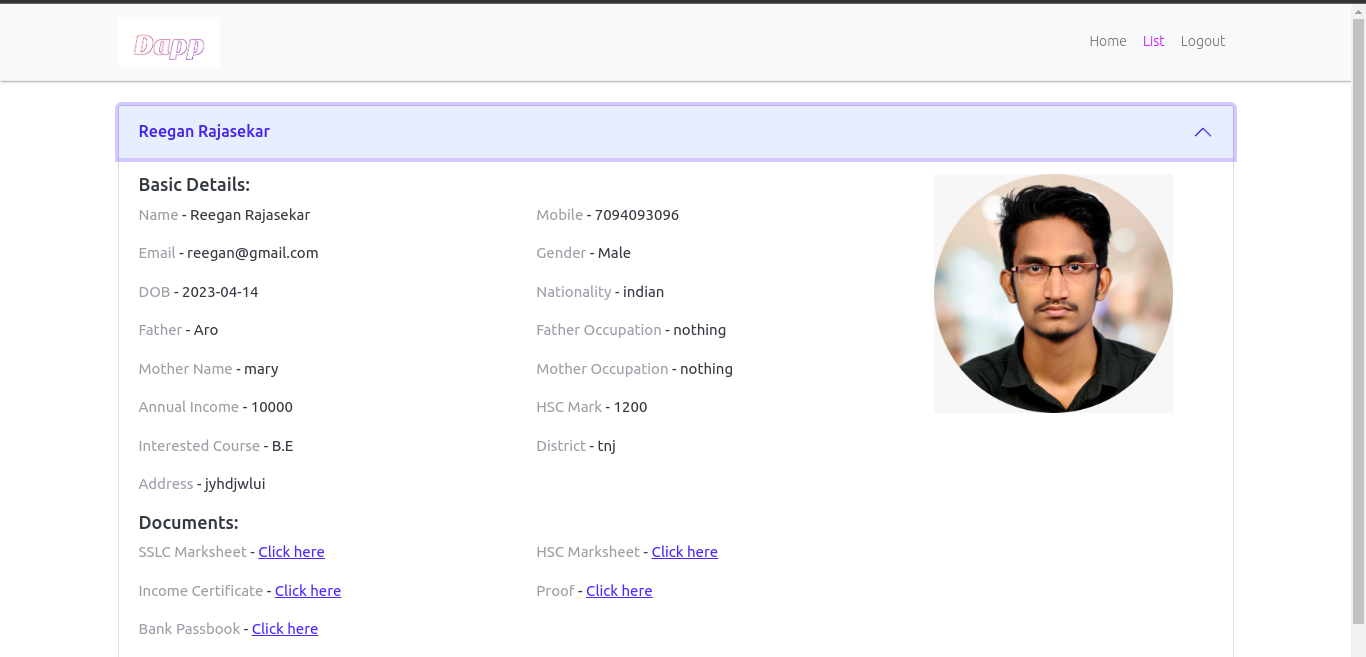 Dapp
Home List Logout
Reegan Rajasekar
Basic Details:
Name - Reegan Rajasekar
Mobile - 7094093096
Email - reegan@gmail.com
Gender - Male
DOB - 2023-04-14
Nationality - indian
Father - Aro
Father Occupation - nothing
Mother Name - mary
Mother Occupation - nothing
Annual Income - 10000
HSC Mark - 1200
Interested Course - B.E
District - tnj
Address - jyhdjwlui
Documents:
SSLC Marksheet - Click here
HSC Marksheet - Click here
Income Certificate - Click here
Proof - Click here
Bank Passbook - Click here